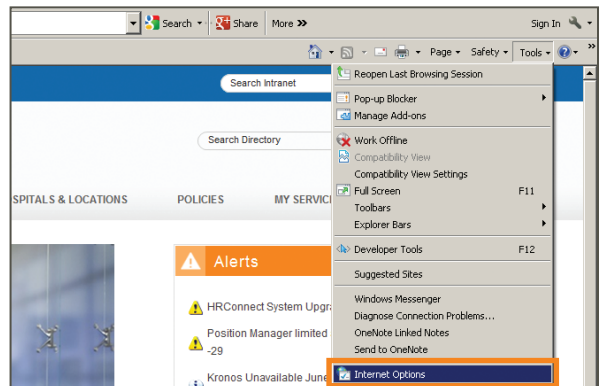 Search Share More »
Sign In
Page Safety Tools
»
Search Intranet
Search Directory
SPITALS & LOCATIONS POLICIES MY SERVIC
Alerts
HRConnect System Upgra
Position Manager limited
-29
Kronos Unavailable June
Reopen Last Browsing Session
Pop-up Blocker
Manage Add-ons
Work Offline
Compatibility View
Compatibility View Settings
Full Screen F11
Toolbars
Explorer Bars
Developer Tools F12
Suggested Sites
Windows Messenger
Diagnose Connection Problems...
OneNote Linked Notes
Send to OneNote
Internet Options